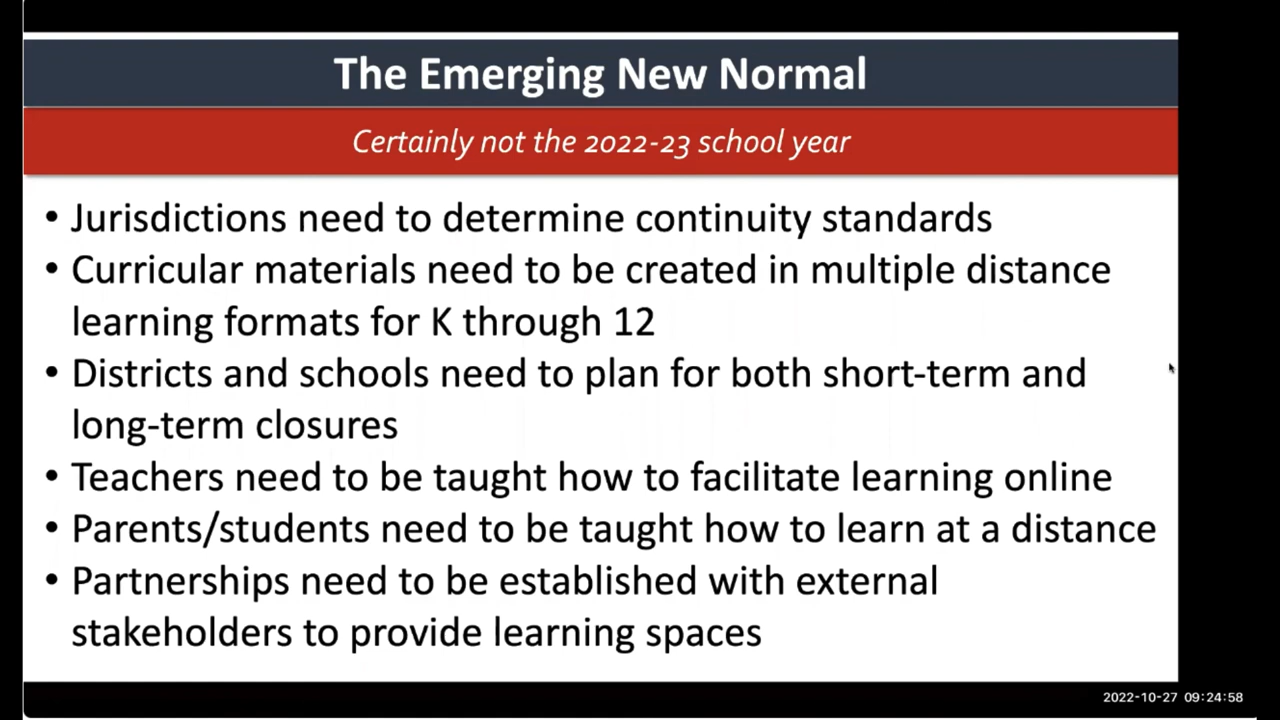 The Emerging New Normal
Certainly not the 2022-23 school year
• Jurisdictions need to determine continuity standards
• Curricular materials need to be created in multiple distance
learning formats for K through 12
• Districts and schools need to plan for both short-term and
long-term closures
• Teachers need to be taught how to facilitate learning online
• Parents/students need to be taught how to learn at a distance
• Partnerships need to be established with external
stakeholders to provide learning spaces
2022-10-27 09:24:58